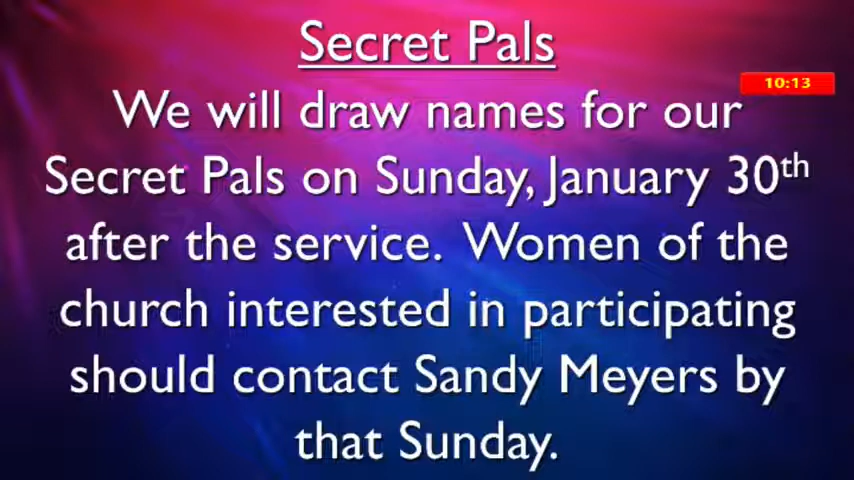 Secret Pals
10:13
We will draw names for our
Secret Pals on Sunday, January 30th
after the service. Women of the
church interested in participating
should contact Sandy Meyers by
that Sunday.